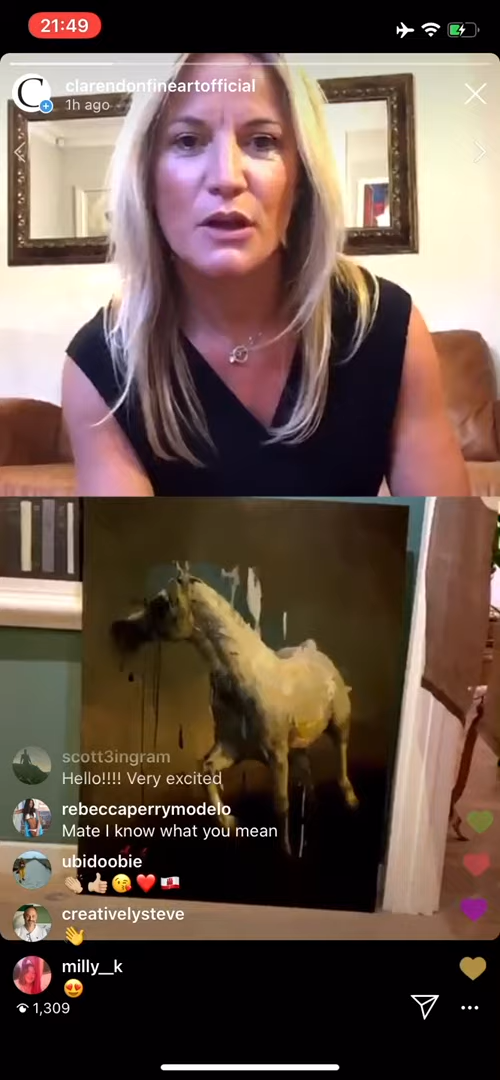 21:49
C
clarendonfineartofficial
1h ago
scott3ingram
Hello!!!! Very excited
rebeccaperrymodelo
Mate I know what you mean
ubidoobie
👏🏻👍🏻😘❤️🇬🇮
creativelysteve
👋
milly__k
😍
1,309